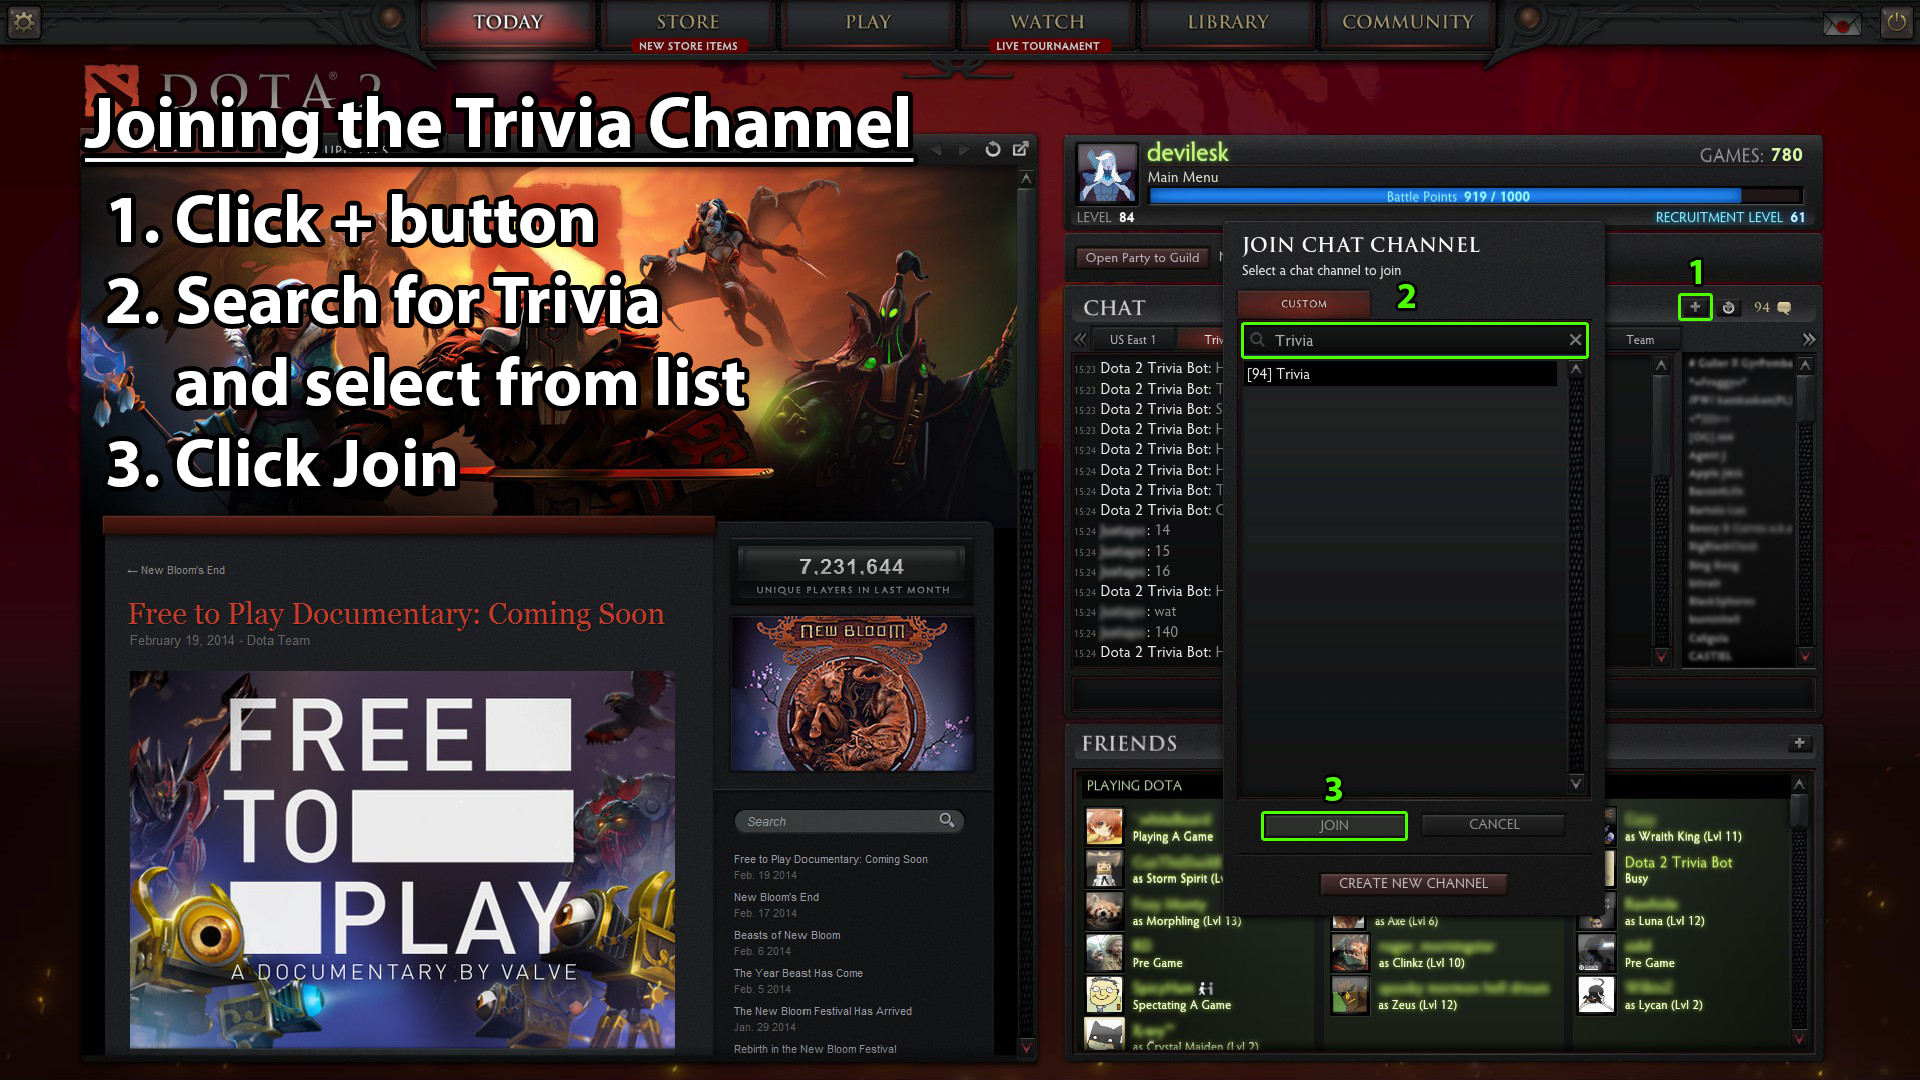 TODAY
STORE
NEW STORE ITEMS
PLAY
WATCH
LIVE TOURNAMENT
LIBRARY
COMMUNITY
DOTA 2
Joining the Trivia Channel
1. Click + button
2. Search for Trivia
and select from list
3. Click Join
← New Bloom's End
Free to Play Documentary: Coming Soon
February 19, 2014 - Dota Team
FREE
TO
PLAY
A DOCUMENTARY BY VALVE
7,231,644
UNIQUE PLAYERS IN LAST MONTH
NEW BLOOM
Search
Free to Play Documentary: Coming Soon
Feb. 19 2014
New Bloom's End
Feb. 17 2014
Beasts of New Bloom
Feb. 6 2014
The Year Beast Has Come
Feb. 5 2014
The New Bloom Festival Has Arrived
Jan. 29 2014
Rebirth in the New Bloom Festival
devilesk
GAMES: 780
Main Menu
Battle Points 919 / 1000
LEVEL 84
RECRUITMENT LEVEL 61
Open Party to Guild
CHAT
1
+
94
US East 1
Triv
Team
15:23 Dota 2 Trivia Bot: H
15:23 Dota 2 Trivia Bot: T
15:23 Dota 2 Trivia Bot: S
15:23 Dota 2 Trivia Bot: H
15:24 Dota 2 Trivia Bot: H
15:24 Dota 2 Trivia Bot: H
15:24 Dota 2 Trivia Bot: T
15:24 Dota 2 Trivia Bot: C
15:24 : 14
15:24 : 15
15:24 : 16
15:24 Dota 2 Trivia Bot: H
15:24 : wat
15:24 : 140
15:24 Dota 2 Trivia Bot: H
JOIN CHAT CHANNEL
Select a chat channel to join
CUSTOM
2
Trivia
[94] Trivia
3
JOIN
CANCEL
CREATE NEW CHANNEL
FRIENDS
+
PLAYING DOTA
Playing A Game
as Storm Spirit (Lv
as Morphling (Lvl 13)
Pre Game
Spectating A Game
as Crystal Maiden (Lvl 2)
as Axe (Lvl 6)
as Clinkz (Lvl 10)
as Zeus (Lvl 12)
as Wraith King (Lvl 11)
Dota 2 Trivia Bot
Busy
as Luna (Lvl 12)
Pre Game
as Lycan (Lvl 2)